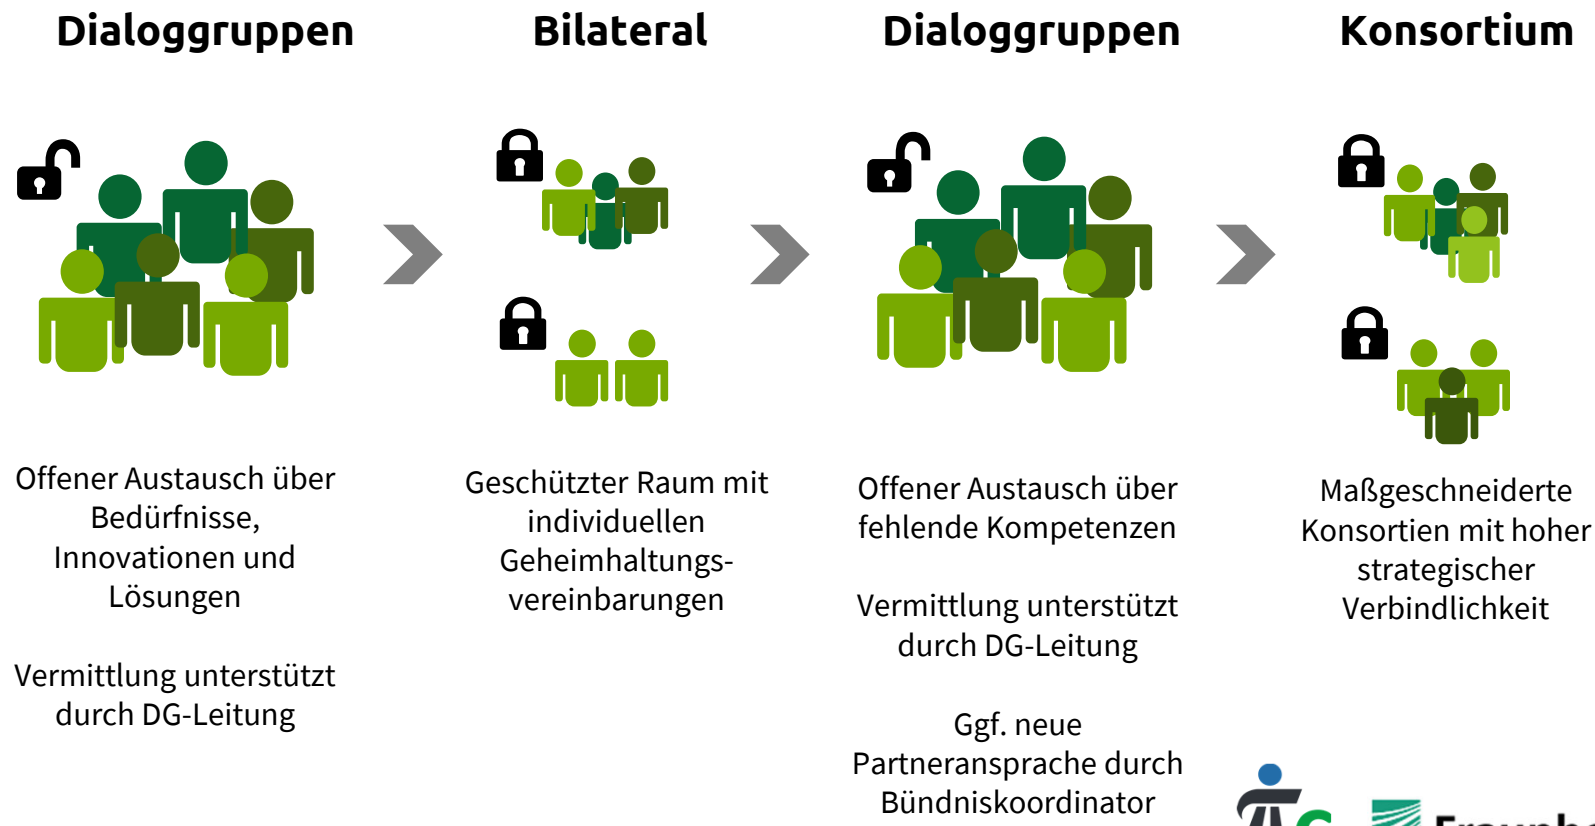 Dialoggruppen
Bilateral
Dialoggruppen
Konsortium
Offener Austausch über
Bedürfnisse,
Innovationen und
Lösungen
Vermittlung unterstützt
durch DG-Leitung
Geschützter Raum mit
individuellen
Geheimhaltungs-
vereinbarungen
Offener Austausch über
fehlende Kompetenzen
Vermittlung unterstützt
durch DG-Leitung
Ggf. neue
Partneransprache durch
Bündniskoordinator
Maßgeschneiderte
Konsortien mit hoher
strategischer
Verbindlichkeit